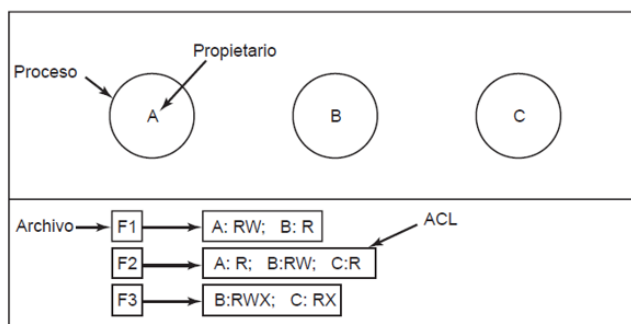 Propietario
Proceso
A
B
C
Archivo
ACL
F1
A: RW; B: R
F2
A: R; B:RW; C:R
F3
B:RWX; C: RX